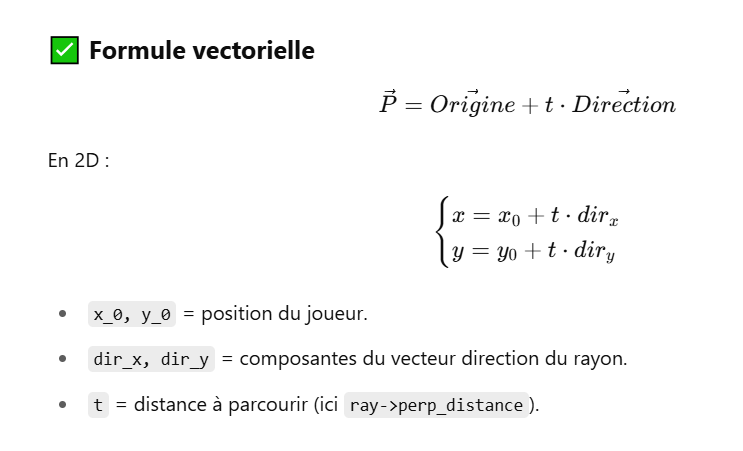 ✅ Formule vectorielle
P⃗ = Origine⃗ + t · Direction⃗
En 2D :
{ x = x₀ + t · dirₓ
y = y₀ + t · dir_y
• x_0, y_0 = position du joueur.
• dir_x, dir_y = composantes du vecteur direction du rayon.
• t = distance à parcourir (ici ray->perp_distance).